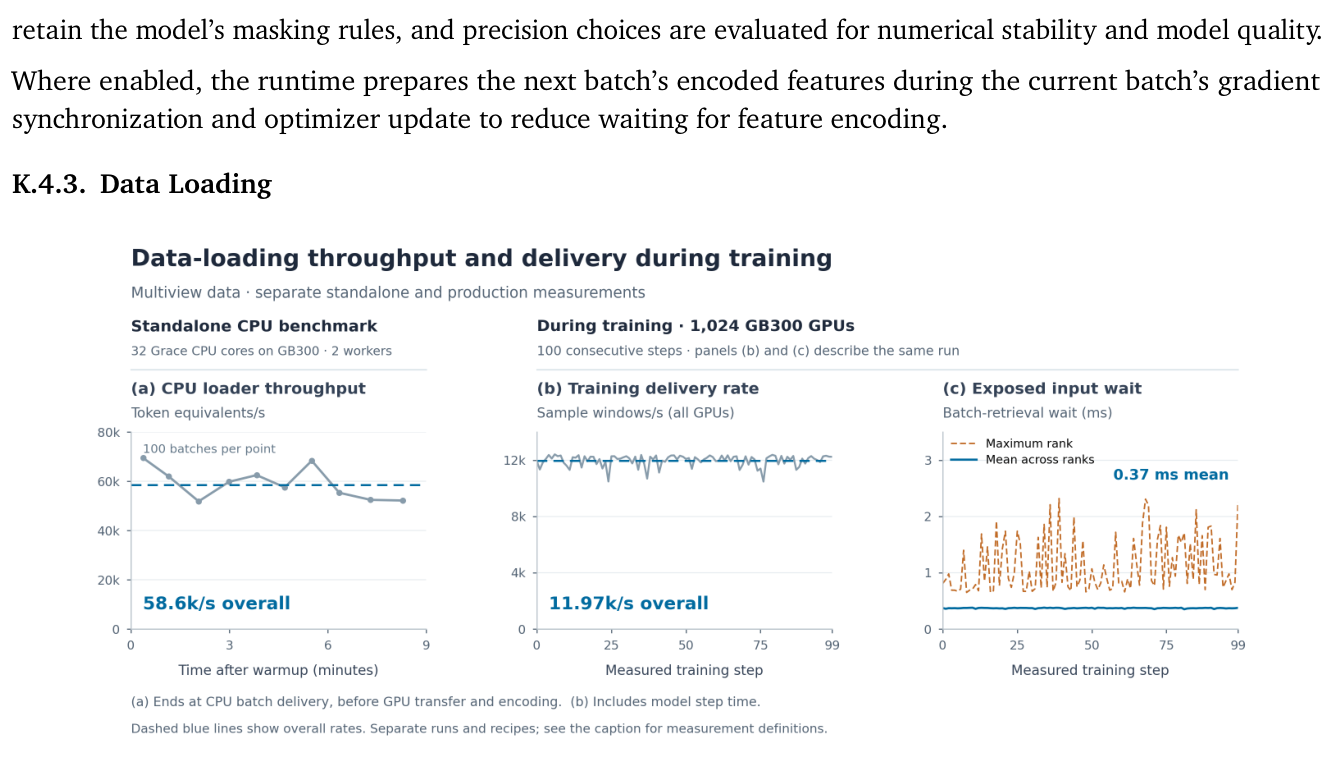 retain the model’s masking rules, and precision choices are evaluated for numerical stability and model quality.
Where enabled, the runtime prepares the next batch’s encoded features during the current batch’s gradient
synchronization and optimizer update to reduce waiting for feature encoding.
K.4.3. Data Loading
Data-loading throughput and delivery during training
Multiview data · separate standalone and production measurements
Standalone CPU benchmark
32 Grace CPU cores on GB300 · 2 workers
During training · 1,024 GB300 GPUs
100 consecutive steps · panels (b) and (c) describe the same run
(a) CPU loader throughput
Token equivalents/s
80k
60k
40k
20k
0
100 batches per point
58.6k/s overall
0 3 6 9
Time after warmup (minutes)
(b) Training delivery rate
Sample windows/s (all GPUs)
12k
8k
4k
0
11.97k/s overall
0 25 50 75 99
Measured training step
(c) Exposed input wait
Batch-retrieval wait (ms)
3
2
1
0
Maximum rank
Mean across ranks
0.37 ms mean
0 25 50 75 99
Measured training step
(a) Ends at CPU batch delivery, before GPU transfer and encoding. (b) Includes model step time.
Dashed blue lines show overall rates. Separate runs and recipes; see the caption for measurement definitions.